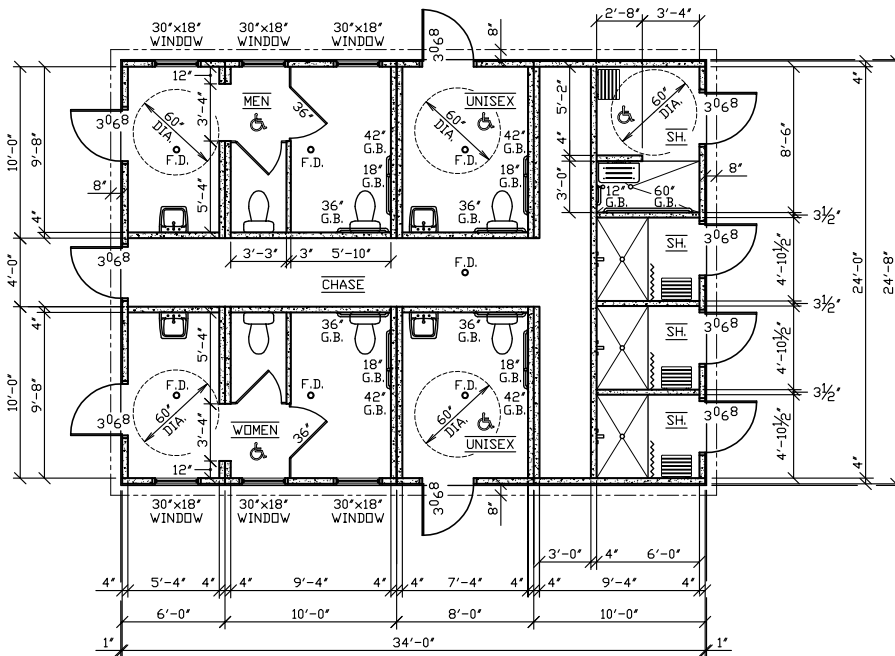 30"x18" WINDOW
30"x18" WINDOW
30"x18" WINDOW
3068
8"
2'-8"
3'-4"
12"
MEN
36"
3'-4"
60" DIA.
F.D.
5'-4"
F.D.
42" G.B.
18" G.B.
36" G.B.
UNISEX
60" DIA.
F.D.
42" G.B.
18" G.B.
36" G.B.
5'-2"
4"
3'-0"
60" DIA.
SH.
12" G.B.
60" G.B.
3068
8"
4"
8'-6"
3068
10'-0"
9'-8"
8"
4"
3'-3"
3"
5'-10"
3068
4'-0"
CHASE
F.D.
SH.
3068
3½"
4'-10½"
3½"
24'-0"
24'-8"
SH.
3068
4'-10½"
3½"
SH.
3068
4'-10½"
4"
4"
10'-0"
9'-8"
3068
5'-4"
F.D.
60" DIA.
3'-4"
12"
WOMEN
36"
F.D.
36" G.B.
18" G.B.
42" G.B.
36" G.B.
18" G.B.
42" G.B.
F.D.
60" DIA.
UNISEX
30"x18" WINDOW
30"x18" WINDOW
30"x18" WINDOW
3068
8"
3'-0"
4"
6'-0"
4"
5'-4"
4"
4"
9'-4"
4"
4"
7'-4"
4"
4"
9'-4"
4"
6'-0"
10'-0"
8'-0"
10'-0"
1"
34'-0"
1"